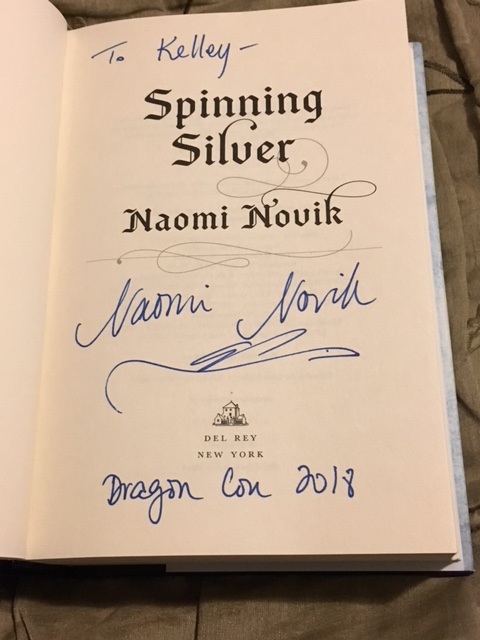 To Kelley-
Spinning
Silver
Naomi Novik
Naomi Novik
DEL REY
NEW YORK
Dragon Con 2018